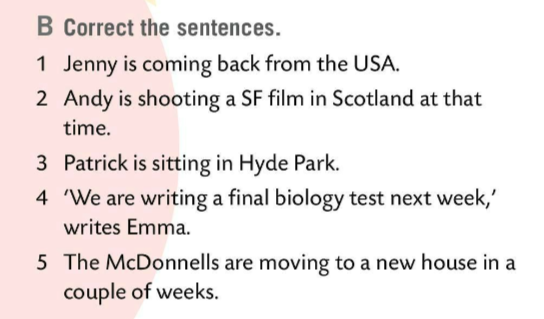 B Correct the sentences.
1 Jenny is coming back from the USA.
2 Andy is shooting a SF film in Scotland at that
time.
3 Patrick is sitting in Hyde Park.
4 ‘We are writing a final biology test next week,’
writes Emma.
5 The McDonnells are moving to a new house in a
couple of weeks.